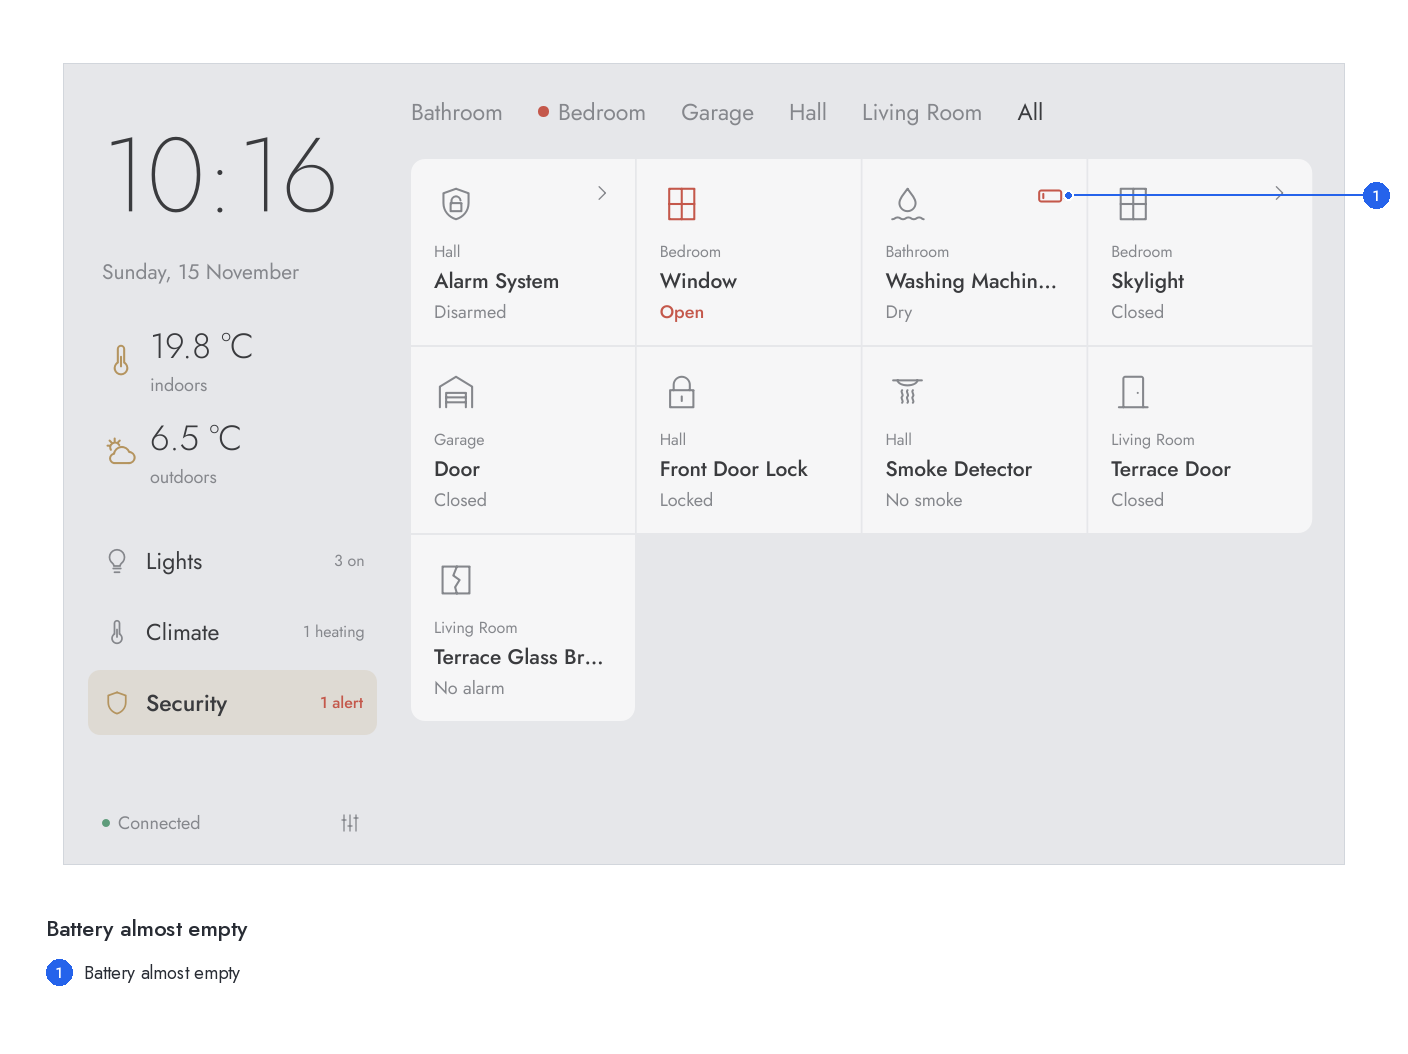 Bathroom Bedroom Garage Hall Living Room All
10:16
Sunday, 15 November
19.8 °C
indoors
6.5 °C
outdoors
Lights 3 on
Climate 1 heating
Security 1 alert
Connected
Hall
Alarm System
Disarmed
Bedroom
Window
Open
Bathroom
Washing Machin...
Dry
Bedroom
Skylight
Closed
Garage
Door
Closed
Hall
Front Door Lock
Locked
Hall
Smoke Detector
No smoke
Living Room
Terrace Door
Closed
Living Room
Terrace Glass Br...
No alarm
1
Battery almost empty
1 Battery almost empty